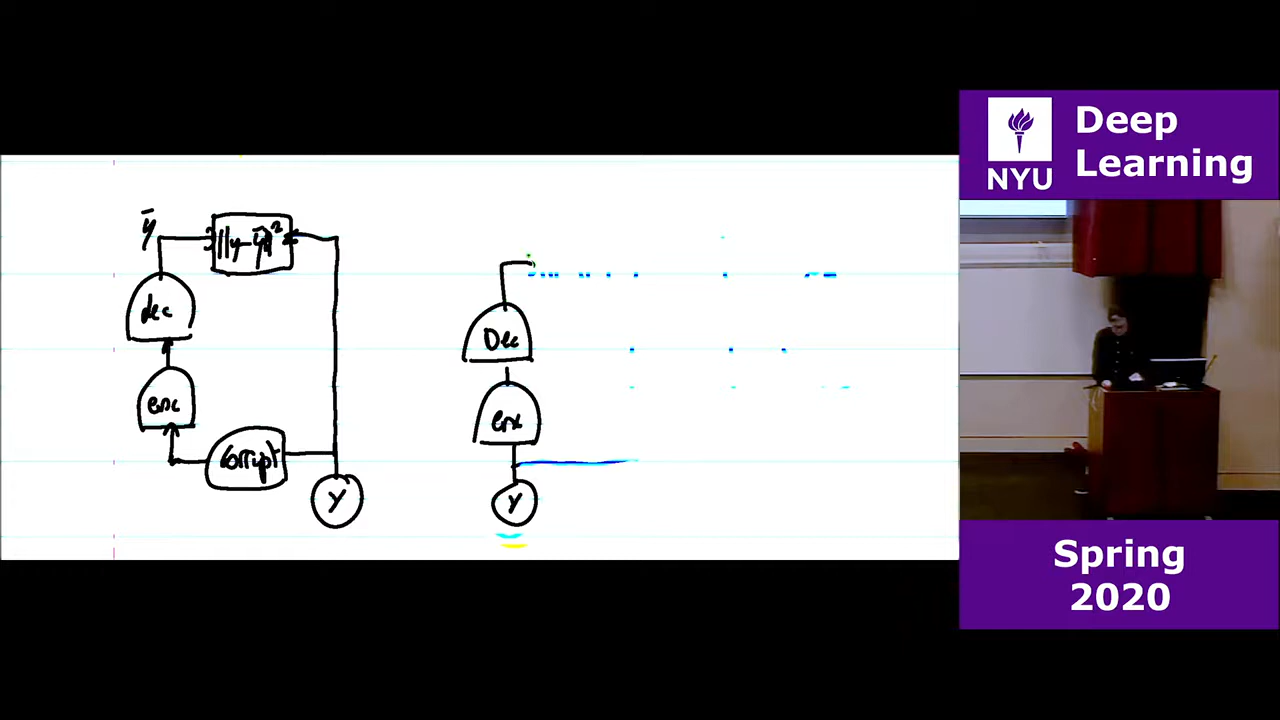 ȳ
||y-ȳ||²
dec
enc
corrupt
Y
Dec
Enc
Y
Deep
Learning
NYU
Spring
2020